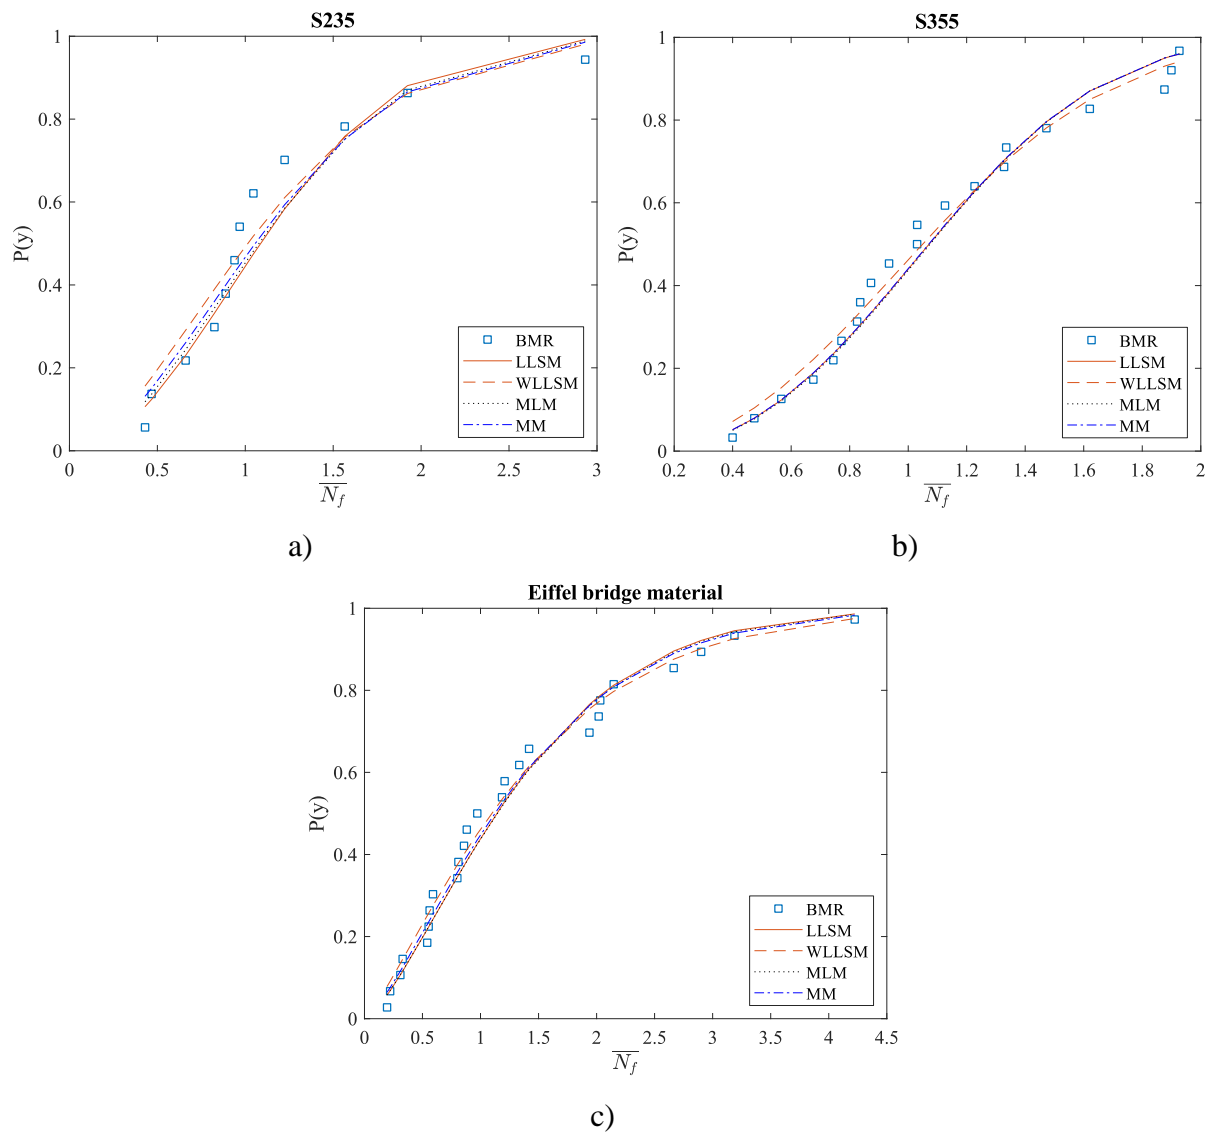 S235
P(y)
1
0.8
0.6
0.4
0.2
0
0 0.5 1 1.5 2 2.5 3
N_f
BMR
LLSM
WLLSM
MLM
MM
a)
S355
P(y)
1
0.8
0.6
0.4
0.2
0
0.2 0.4 0.6 0.8 1 1.2 1.4 1.6 1.8 2
N_f
BMR
LLSM
WLLSM
MLM
MM
b)
Eiffel bridge material
P(y)
1
0.8
0.6
0.4
0.2
0
0 0.5 1 1.5 2 2.5 3 3.5 4 4.5
N_f
BMR
LLSM
WLLSM
MLM
MM
c)